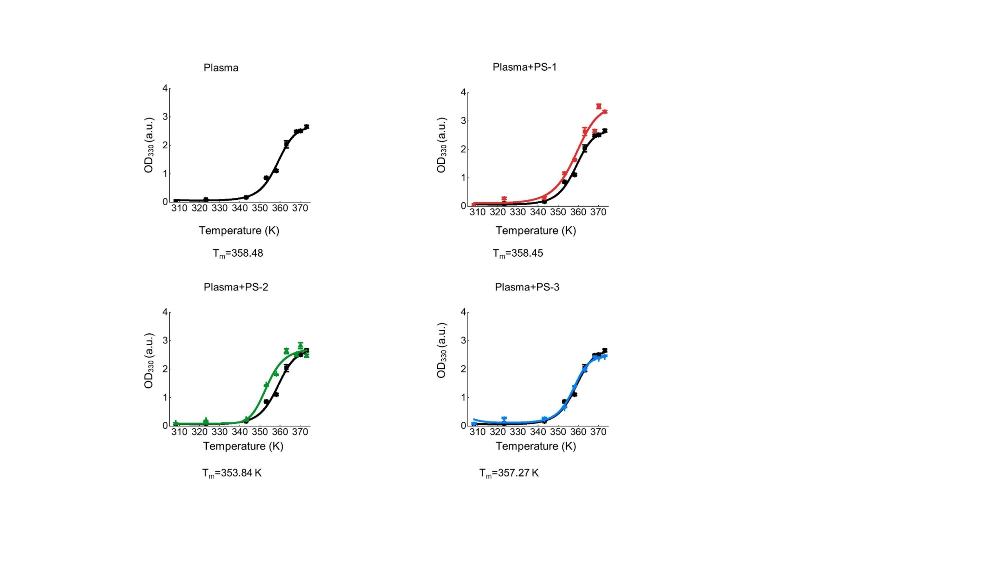 Plasma
4
3
2
1
0
OD330 (a.u.)
310 320 330 340 350 360 370
Temperature (K)
Tm=358.48
Plasma+PS-1
4
3
2
1
0
OD330 (a.u.)
310 320 330 340 350 360 370
Temperature (K)
Tm=358.45
Plasma+PS-2
4
3
2
1
0
OD330 (a.u.)
310 320 330 340 350 360 370
Temperature (K)
Tm=353.84 K
Plasma+PS-3
4
3
2
1
0
OD330 (a.u.)
310 320 330 340 350 360 370
Temperature (K)
Tm=357.27 K